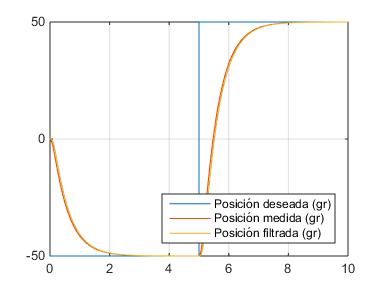 50
0
-50
Posición deseada (gr)
Posición medida (gr)
Posición filtrada (gr)
0 2 4 6 8 10